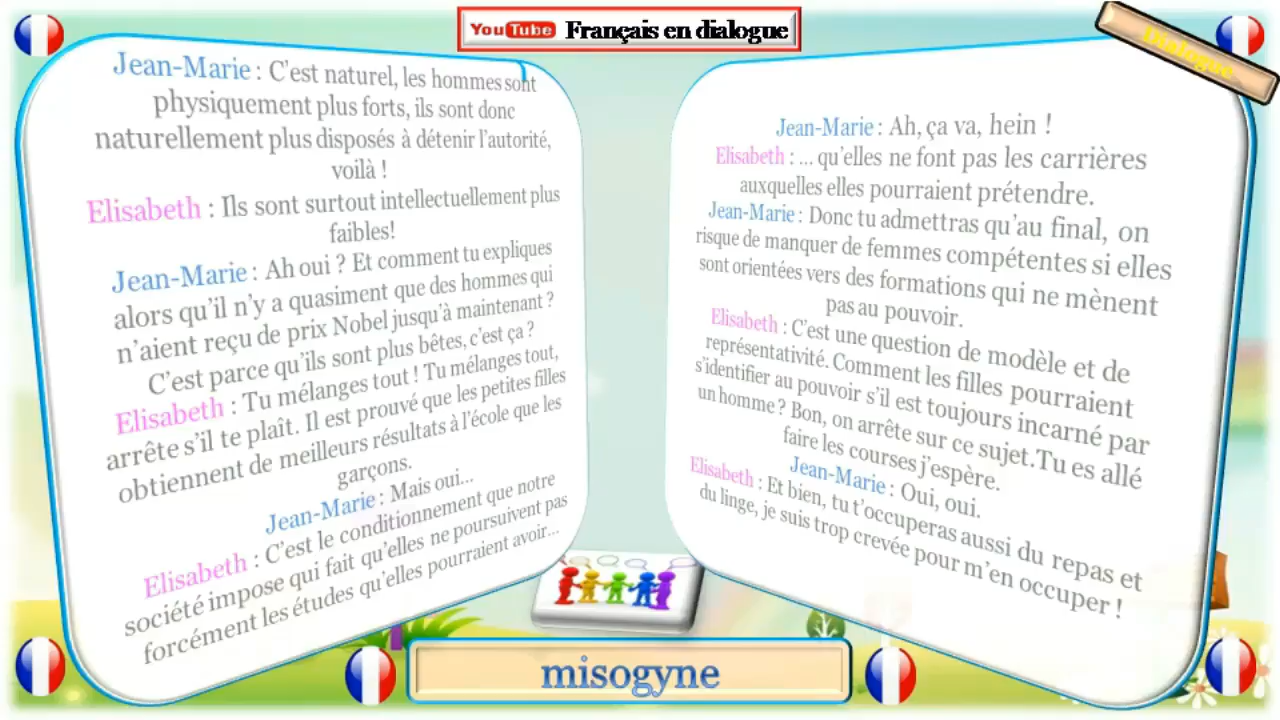 YouTube Français en dialogue
Dialogue
Jean-Marie : C'est naturel, les hommes sont
physiquement plus forts, ils sont donc
naturellement plus disposés à détenir l'autorité,
voilà !
Elisabeth : Ils sont surtout intellectuellement plus
faibles!
Jean-Marie : Ah oui ? Et comment tu expliques
alors qu'il n'y a quasiment que des hommes qui
n'aient reçu de prix Nobel jusqu'à maintenant ?
C'est parce qu'ils sont plus bêtes, c'est ça ?
Elisabeth : Tu mélanges tout ! Tu mélanges tout,
arrête s'il te plaît. Il est prouvé que les petites filles
obtiennent de meilleurs résultats à l'école que les
garçons.
Jean-Marie : Mais oui...
Elisabeth : C'est le conditionnement que notre
société impose qui fait qu'elles ne poursuivent pas
forcément les études qu'elles pourraient avoir...
Jean-Marie : Ah, ça va, hein !
Elisabeth : ... qu'elles ne font pas les carrières
auxquelles elles pourraient prétendre.
Jean-Marie : Donc tu admettras qu'au final, on
risque de manquer de femmes compétentes si elles
sont orientées vers des formations qui ne mènent
pas au pouvoir.
Elisabeth : C'est une question de modèle et de
représentativité. Comment les filles pourraient
s'identifier au pouvoir s'il est toujours incarné par
un homme ? Bon, on arrête sur ce sujet.Tu es allé
faire les courses j'espère.
Jean-Marie : Oui, oui.
Elisabeth : Et bien, tu t'occuperas aussi du repas et
du linge, je suis trop crevée pour m'en occuper !
misogyne